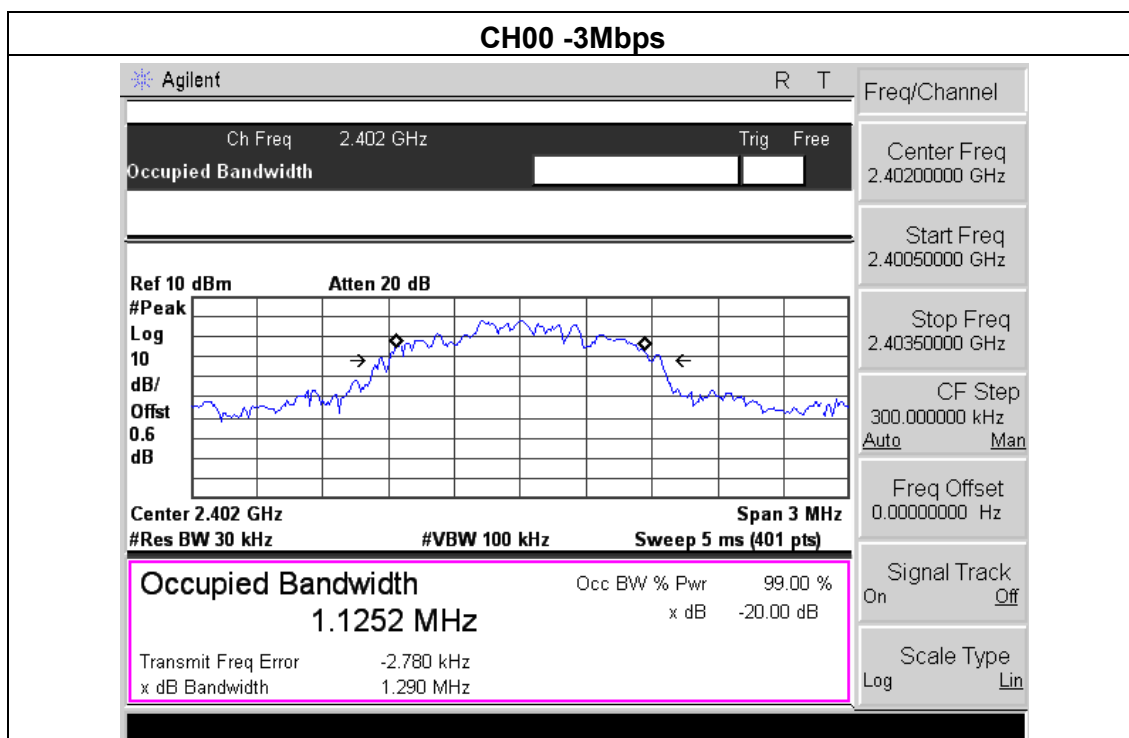 CH00 -3Mbps
Agilent R T
Ch Freq 2.402 GHz Trig Free
Occupied Bandwidth
Ref 10 dBm Atten 20 dB
#Peak
Log
10
dB/
Offst
0.6
dB
Center 2.402 GHz Span 3 MHz
#Res BW 30 kHz #VBW 100 kHz Sweep 5 ms (401 pts)
Occupied Bandwidth Occ BW % Pwr 99.00 %
1.1252 MHz x dB -20.00 dB
Transmit Freq Error -2.780 kHz
x dB Bandwidth 1.290 MHz
Freq/Channel
Center Freq
2.40200000 GHz
Start Freq
2.40050000 GHz
Stop Freq
2.40350000 GHz
CF Step
300.000000 kHz
Auto Man
Freq Offset
0.00000000 Hz
Signal Track
On Off
Scale Type
Log Lin